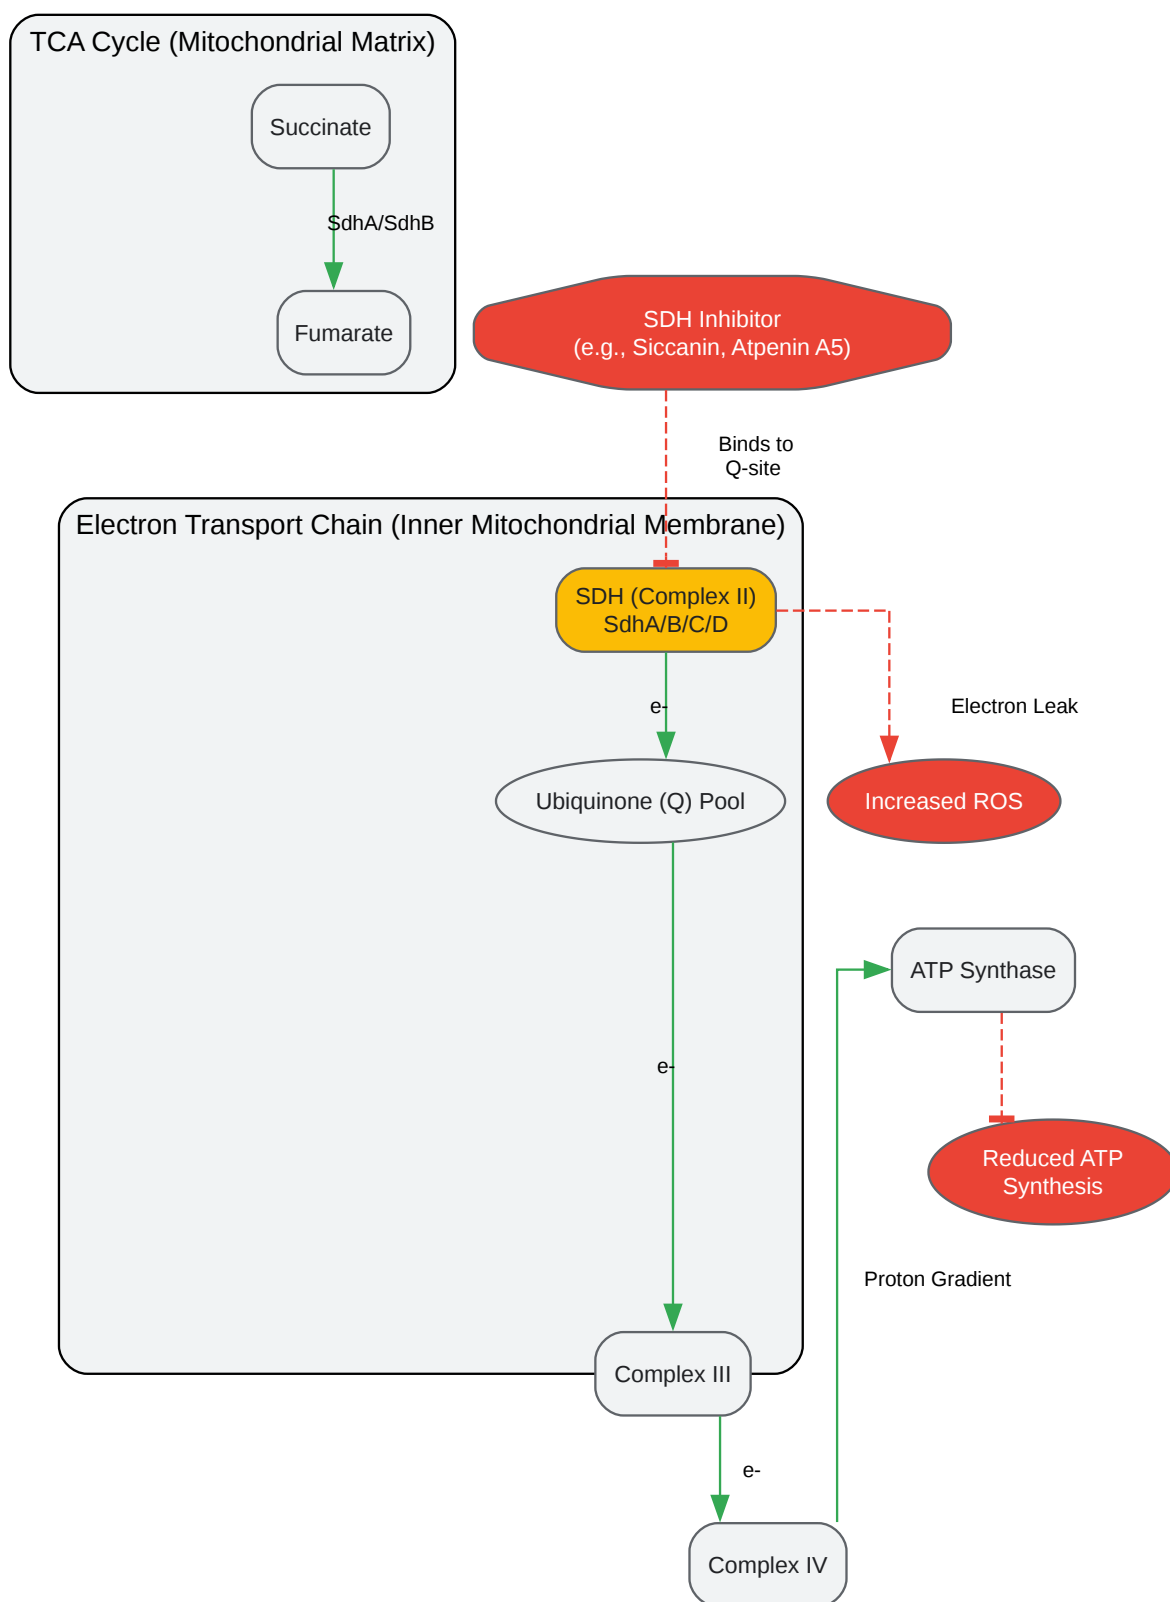 TCA Cycle (Mitochondrial Matrix)
Succinate
SdhA/SdhB
Fumarate
SDH Inhibitor
(e.g., Siccanin, Atpenin A5)
Binds to
Q-site
Electron Transport Chain (Inner Mitochondrial Membrane)
SDH (Complex II)
SdhA/B/C/D
e-
Electron Leak
Ubiquinone (Q) Pool
Increased ROS
ATP Synthase
e-
Reduced ATP
Synthesis
Proton Gradient
Complex III
e-
Complex IV